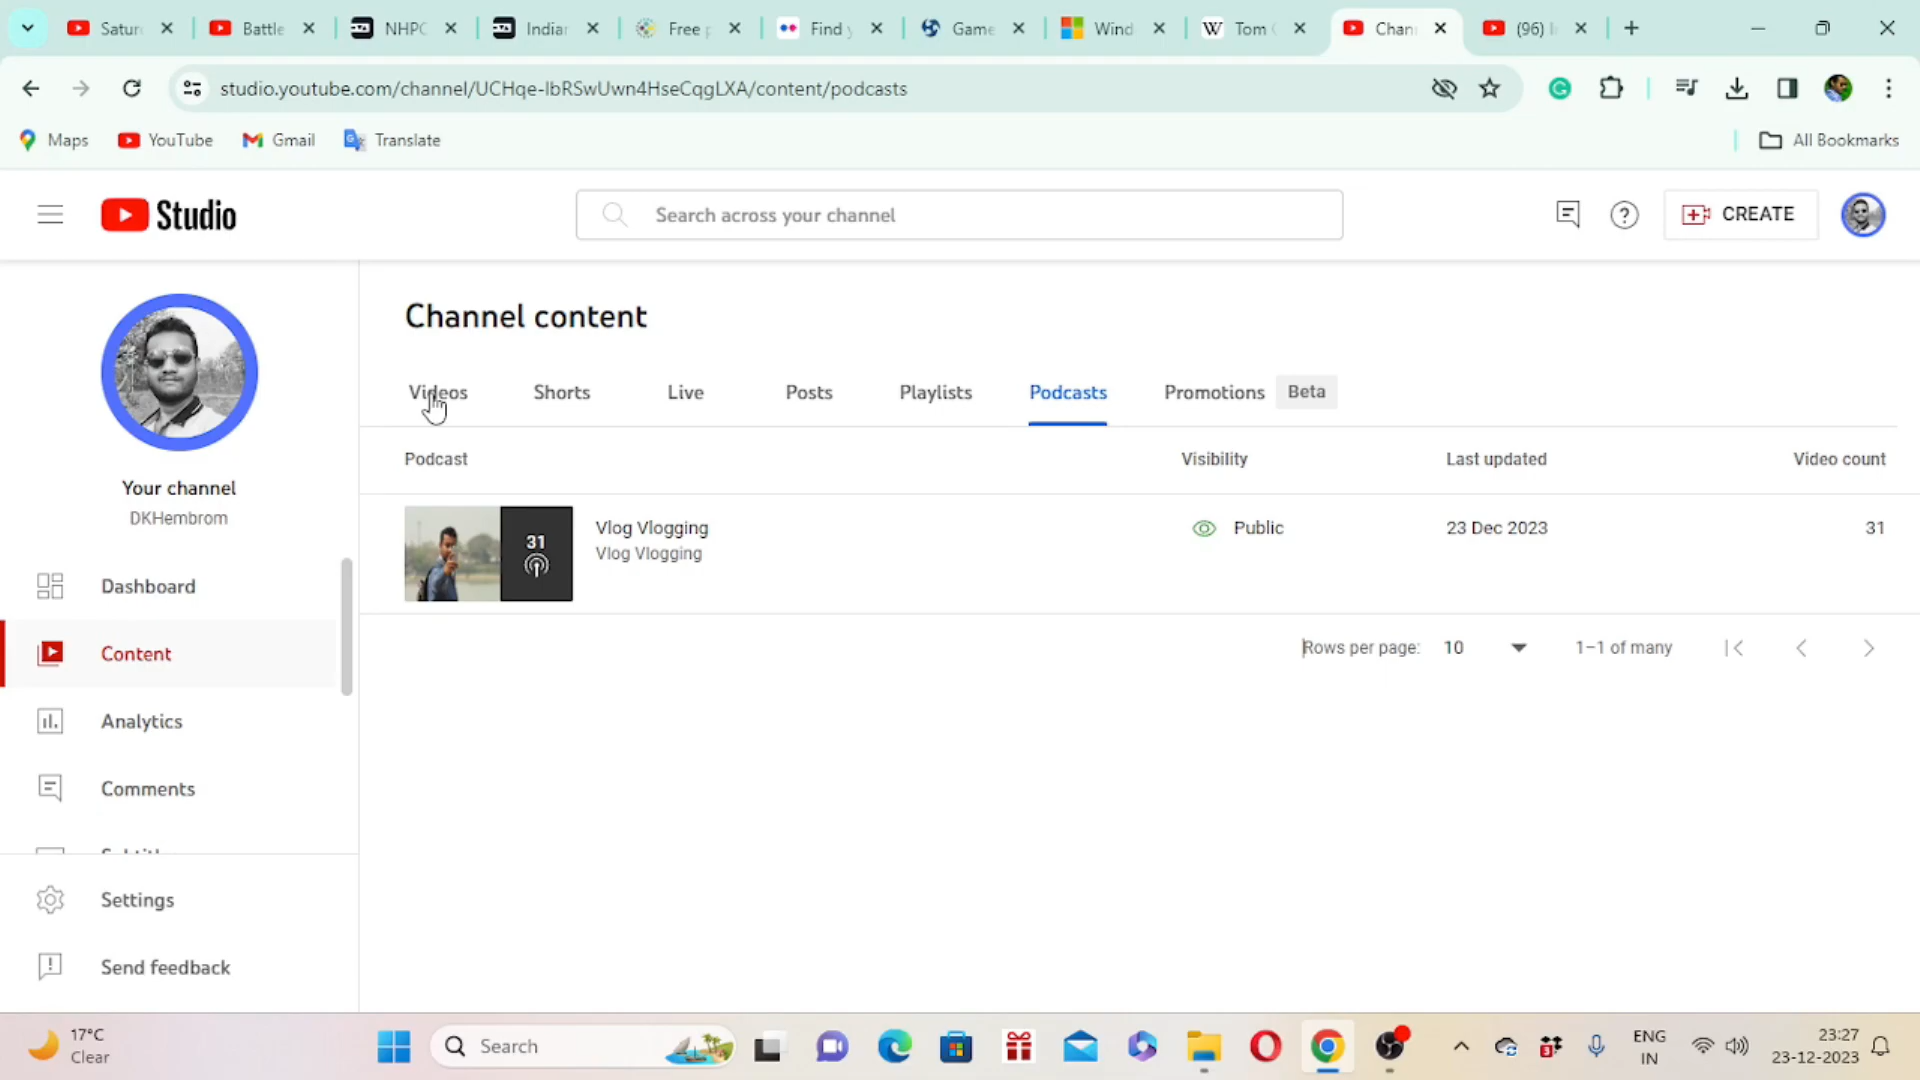 Satur
Battle
NHPC
Indian
Free p
Find y
Game
Wind
Tom C
Chan
(96) I
studio.youtube.com/channel/UCHqe-lbRSwUwn4HseCqgLXA/content/podcasts
Maps
YouTube
Gmail
Translate
All Bookmarks
Studio
Search across your channel
CREATE
Channel content
Videos Shorts Live Posts Playlists Podcasts Promotions Beta
Podcast Visibility Last updated Video count
31
Vlog Vlogging
Vlog Vlogging
Public
23 Dec 2023
31
Rows per page: 10
1–1 of many
Your channel
DKHembrom
Dashboard
Content
Analytics
Comments
Settings
Send feedback
17°C
Clear
Search
3
ENG
IN
23:27
23-12-2023